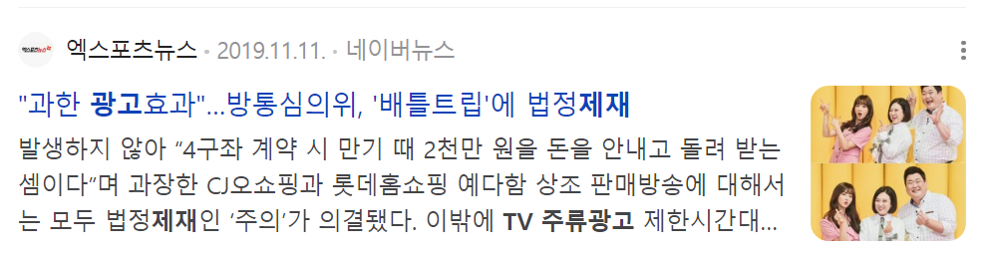 엑스포츠뉴스 · 2019.11.11. · 네이버뉴스
"과한 광고효과"...방통심의위, '배틀트립'에 법정제재
발생하지 않아 “4구좌 계약 시 만기 때 2천만 원을 돈을 안내고 돌려 받는
셈이다”며 과장한 CJ오쇼핑과 롯데홈쇼핑 예다함 상조 판매방송에 대해서
는 모두 법정제재인 ‘주의’가 의결됐다. 이밖에 TV 주류광고 제한시간대...